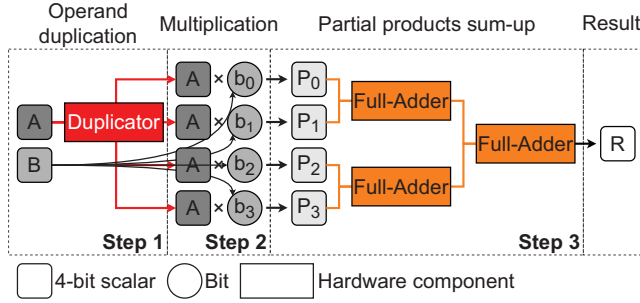 Operand duplication
Multiplication
Partial products sum-up
Result
A
Duplicator
B
A × b0
A × b1
A × b2
A × b3
P0
P1
P2
P3
Full-Adder
Full-Adder
Full-Adder
R
Step 1
Step 2
Step 3
4-bit scalar
Bit
Hardware component